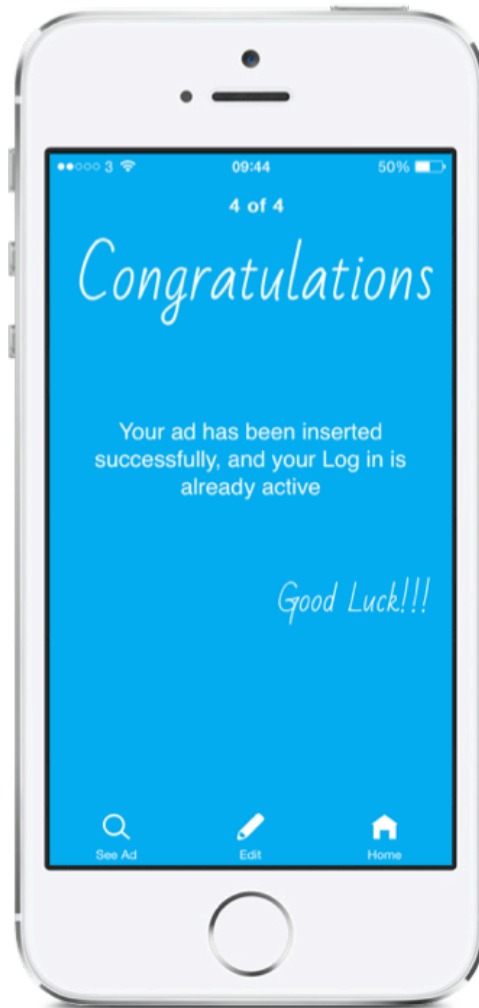 3 09:44 50%
4 of 4
Congratulations
Your ad has been inserted
successfully, and your Log in is
already active
Good Luck!!!
See Ad Edit Home